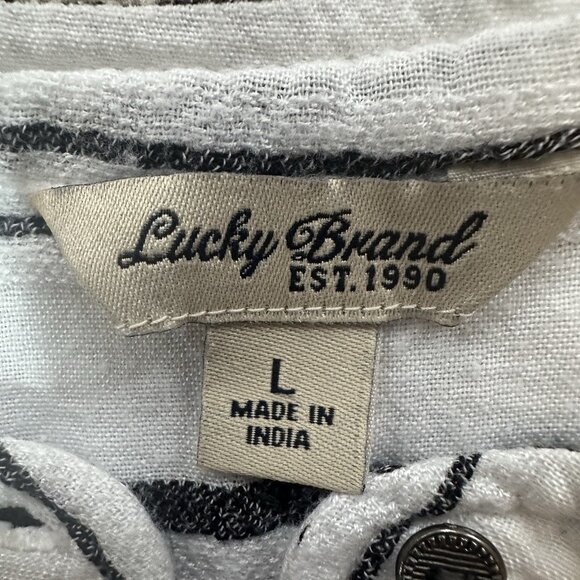 Lucky Brand
EST. 1990
L
MADE IN
INDIA